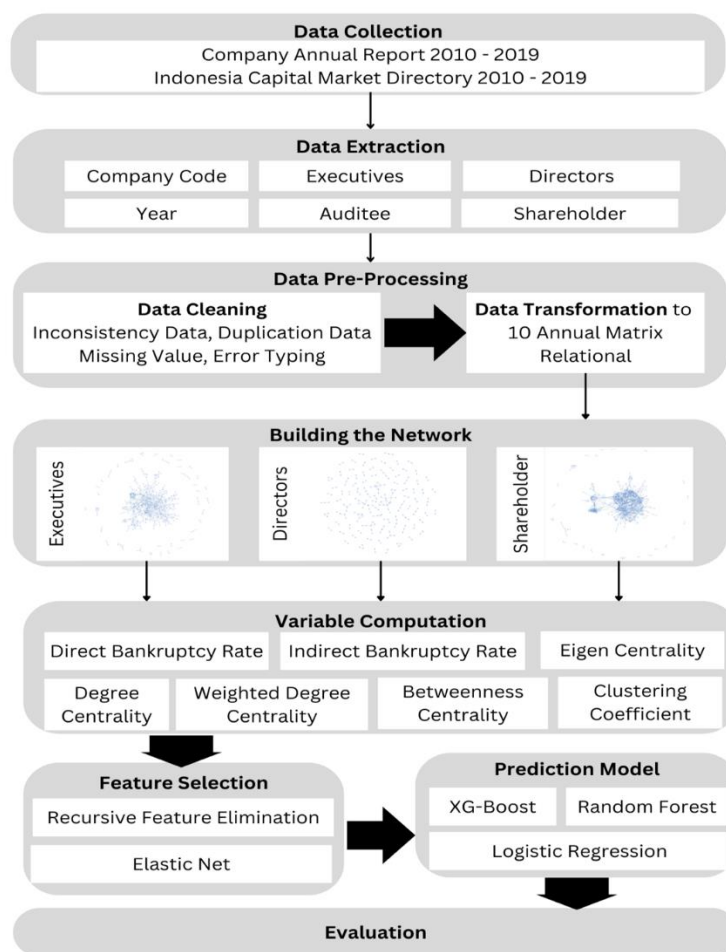 Data Collection
Company Annual Report 2010 - 2019
Indonesia Capital Market Directory 2010 - 2019
Data Extraction
Company Code
Executives
Directors
Year
Auditee
Shareholder
Data Pre-Processing
Data Cleaning
Inconsistency Data, Duplication Data
Missing Value, Error Typing
Data Transformation to
10 Annual Matrix
Relational
Building the Network
Executives
Directors
Shareholder
Variable Computation
Direct Bankruptcy Rate
Indirect Bankruptcy Rate
Eigen Centrality
Degree
Centrality
Weighted Degree
Centrality
Betweenness
Centrality
Clustering
Coefficient
Feature Selection
Recursive Feature Elimination
Elastic Net
Prediction Model
XG-Boost
Random Forest
Logistic Regression
Evaluation